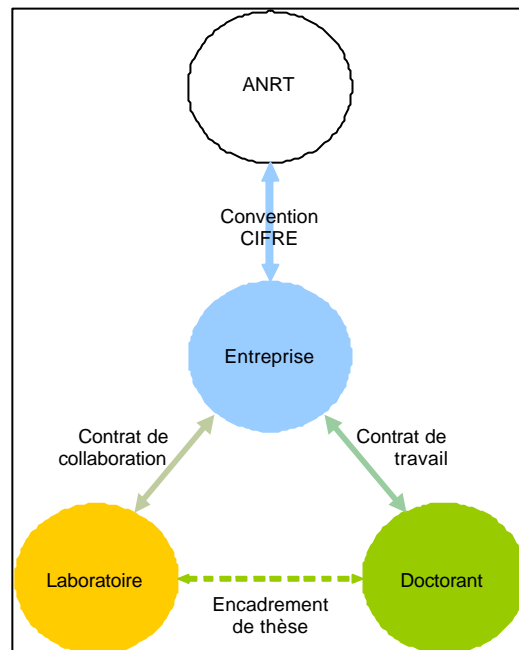 ANRT
Convention
CIFRE
Entreprise
Contrat de
collaboration
Contrat de
travail
Laboratoire
Doctorant
Encadrement
de thèse